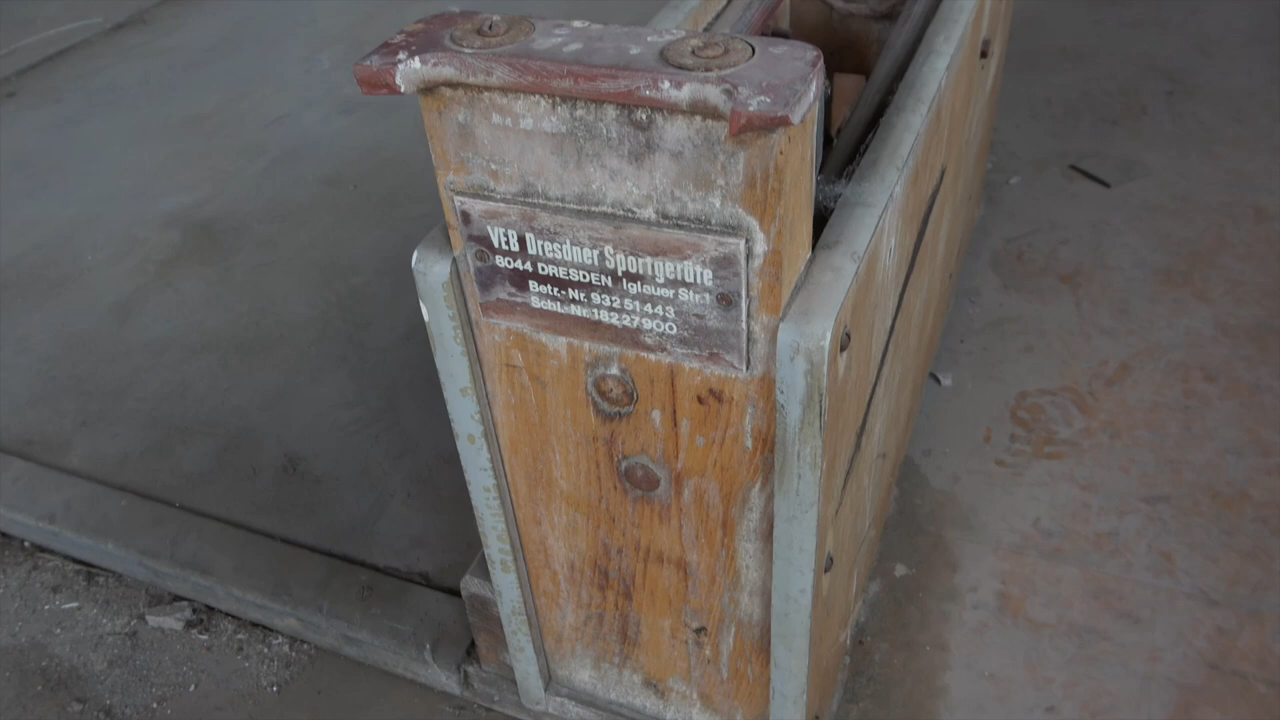 VEB Dresdner Sportgeräte
8044 DRESDEN Iglauer Str.1
Betr.-Nr. 93251443
Schl.-Nr. 18227900